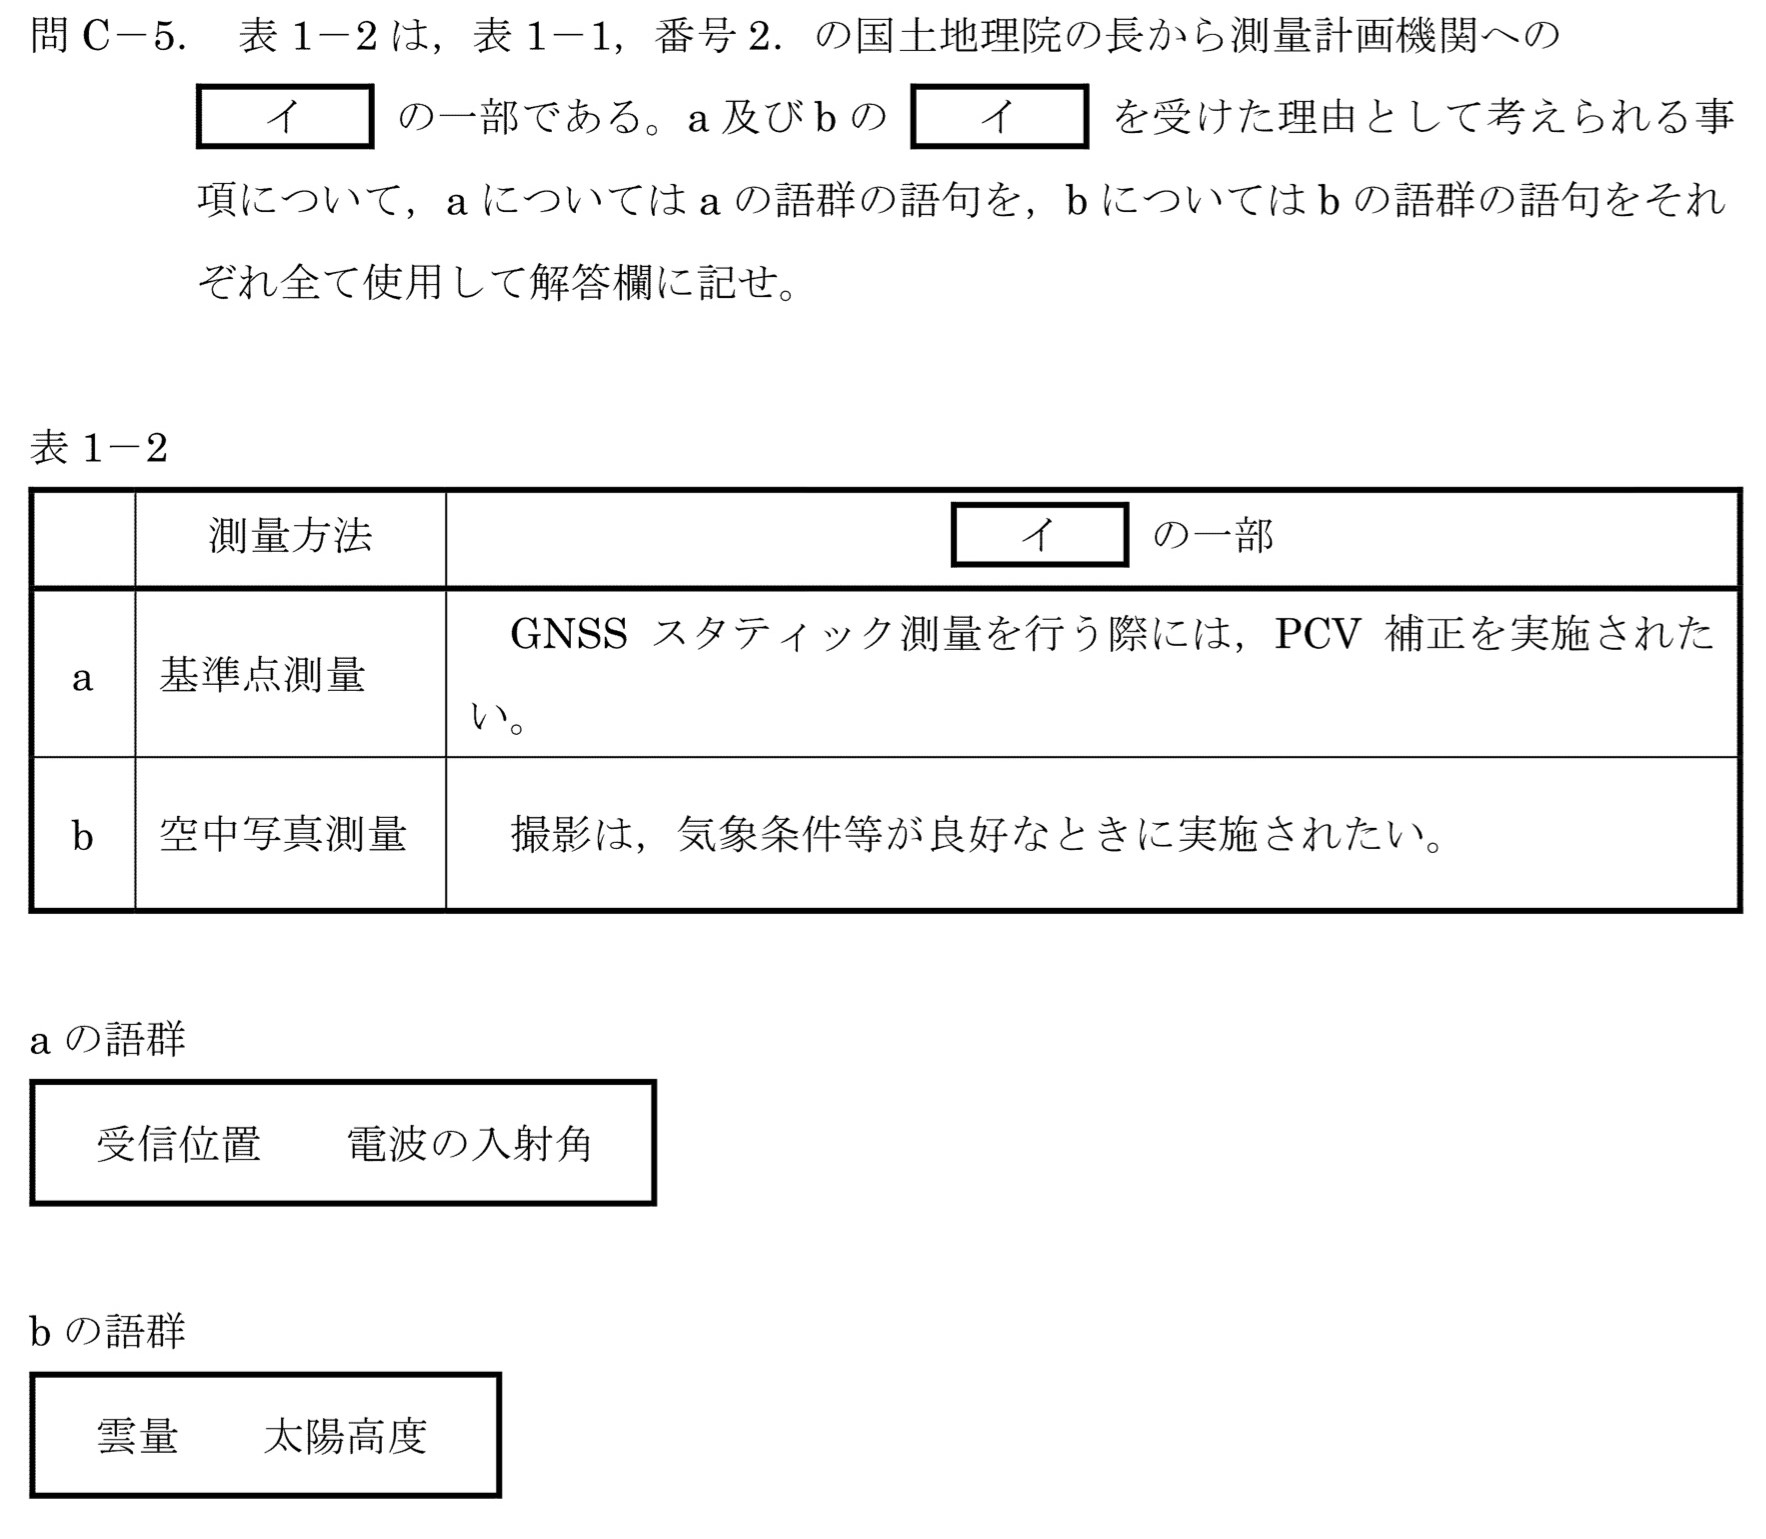 問 C－5. 表 1－2 は，表 1－1，番号 2．の国土地理院の長から測量計画機関への
イ の一部である。a 及び b の イ を受けた理由として考えられる事
項について，a については a の語群の語句を，b については b の語群の語句をそれ
ぞれ全て使用して解答欄に記せ。
表 1－2
測量方法 イ の一部
a 基準点測量 GNSS スタティック測量を行う際には，PCV 補正を実施された
い。
b 空中写真測量 撮影は，気象条件等が良好なときに実施されたい。
a の語群
受信位置 電波の入射角
b の語群
雲量 太陽高度